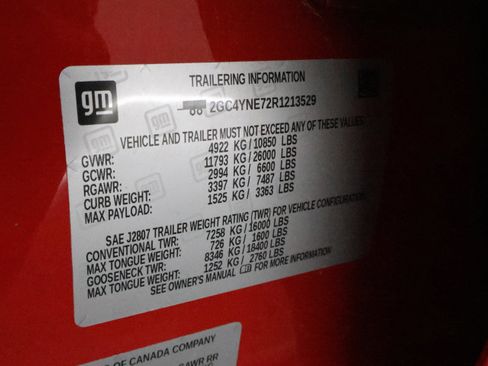 gm
TRAILERING INFORMATION
2GC4YNE72R1213529
VEHICLE AND TRAILER MUST NOT EXCEED ANY OF THESE VALUES
GVWR: 4922 KG / 10850 LBS
GCWR: 11793 KG / 26000 LBS
RGAWR: 2994 KG / 6600 LBS
CURB WEIGHT: 3397 KG / 7487 LBS
MAX PAYLOAD: 1525 KG / 3363 LBS
SAE J2807 TRAILER WEIGHT RATING (TWR) FOR VEHICLE CONFIGURATION
CONVENTIONAL TWR: 7258 KG / 16000 LBS
MAX TONGUE WEIGHT: 726 KG / 1600 LBS
GOOSENECK TWR: 8346 KG / 18400 LBS
MAX TONGUE WEIGHT: 1252 KG / 2760 LBS
SEE OWNER'S MANUAL gm FOR MORE INFORMATION
OF CANADA COMPANY
GAWR RR